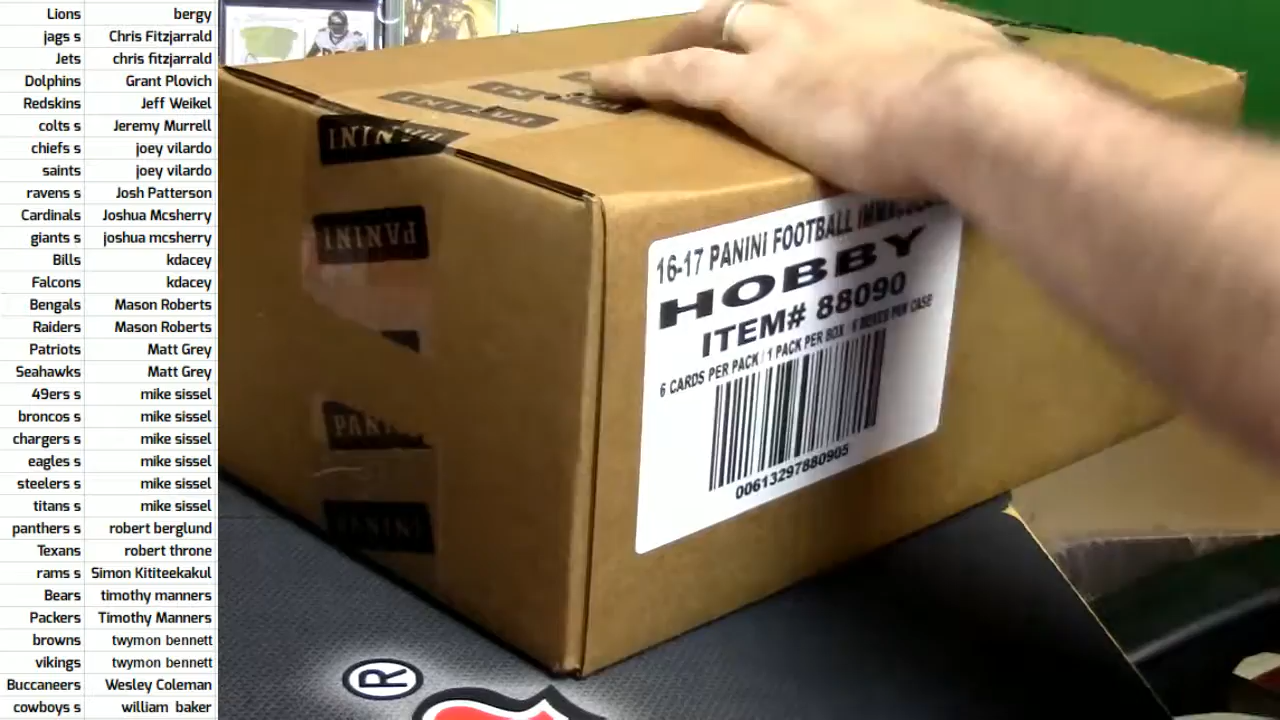 Lions bergy
jags s Chris Fitzjarrald
Jets chris fitzjarrald
Dolphins Grant Plovich
Redskins Jeff Weikel
colts s Jeremy Murrell
chiefs s joey vilardo
saints joey vilardo
ravens s Josh Patterson
Cardinals Joshua Mcsherry
giants s joshua mcsherry
Bills kdacey
Falcons kdacey
Bengals Mason Roberts
Raiders Mason Roberts
Patriots Matt Grey
Seahawks Matt Grey
49ers s mike sissel
broncos s mike sissel
chargers s mike sissel
eagles s mike sissel
steelers s mike sissel
titans s mike sissel
panthers s robert berglund
Texans robert throne
rams s Simon Kititeekakul
Bears timothy manners
Packers Timothy Manners
browns twymon bennett
vikings twymon bennett
Buccaneers Wesley Coleman
cowboys s william baker
PANINI
PANINI
PANINI
16-17 PANINI FOOTBALL
HOBBY
ITEM# 88090
6 CARDS PER PACK / 1 PACK PER BOX PER CASE
00613297880905
®